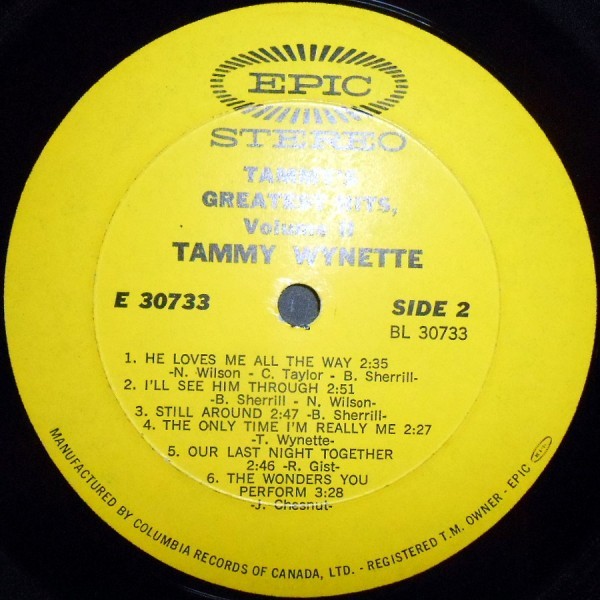 EPIC
STEREO
TAMMY'S
GREATEST HITS,
Volume II
TAMMY WYNETTE
E 30733
SIDE 2
BL 30733
1. HE LOVES ME ALL THE WAY 2:35
-N. Wilson - C. Taylor - B. Sherrill-
2. I'LL SEE HIM THROUGH 2:51
-B. Sherrill - N. Wilson-
3. STILL AROUND 2:47 -B. Sherrill-
4. THE ONLY TIME I'M REALLY ME 2:27
-T. Wynette-
5. OUR LAST NIGHT TOGETHER
2:46 -R. Gist-
6. THE WONDERS YOU
PERFORM 3:28
-J. Chesnut-
MANUFACTURED BY COLUMBIA RECORDS OF CANADA, LTD. - REGISTERED T.M. OWNER - EPIC